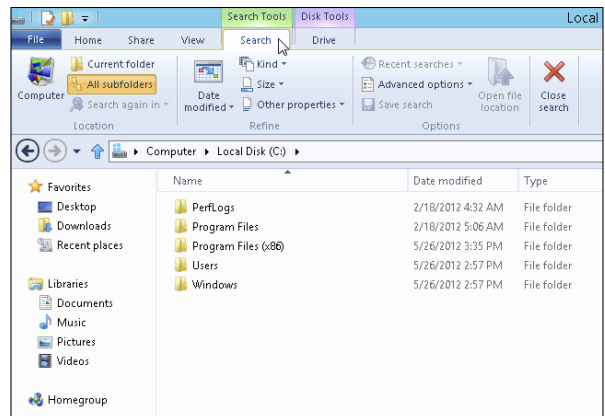 Search Tools Disk Tools Local
File Home Share View Search Drive
Computer
Current folder
All subfolders
Search again in
Location
Date modified
Kind
Size
Other properties
Refine
Recent searches
Advanced options
Save search
Open file location
Options
Close search
Computer Local Disk (C:)
Favorites
Desktop
Downloads
Recent places
Libraries
Documents
Music
Pictures
Videos
Homegroup
Name Date modified Type
PerfLogs 2/18/2012 4:32 AM File folder
Program Files 2/18/2012 5:06 AM File folder
Program Files (x86) 5/26/2012 3:35 PM File folder
Users 5/26/2012 2:57 PM File folder
Windows 5/26/2012 2:57 PM File folder